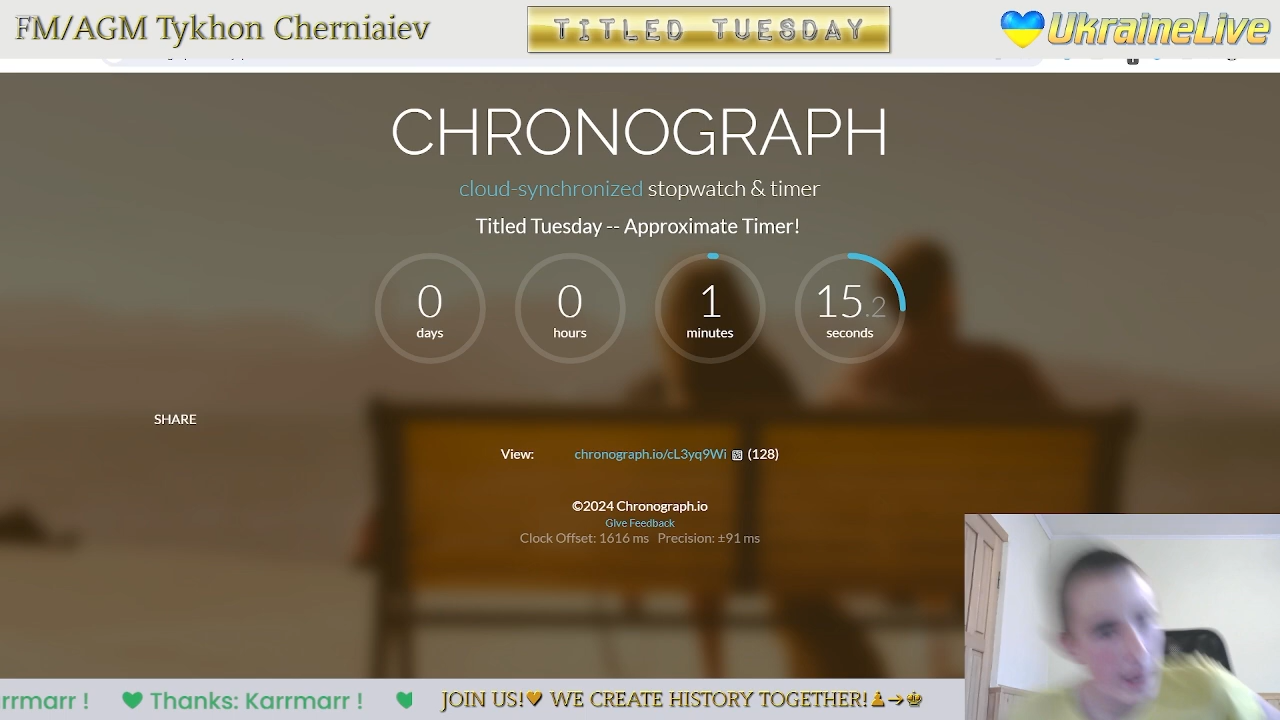 FM/AGM Tykhon Cherniaiev
TITLED TUESDAY
UkraineLive
CHRONOGRAPH
cloud-synchronized stopwatch & timer
Titled Tuesday -- Approximate Timer!
0 0 1 15.2
days hours minutes seconds
SHARE
View: chronograph.io/cL3yq9Wi (128)
©2024 Chronograph.io
Give Feedback
Clock Offset: 1616 ms Precision: ±91 ms
rrmarr ! 💚 Thanks: Karrmarr ! 💚 JOIN US!🧡 WE CREATE HISTORY TOGETHER!♟→♚